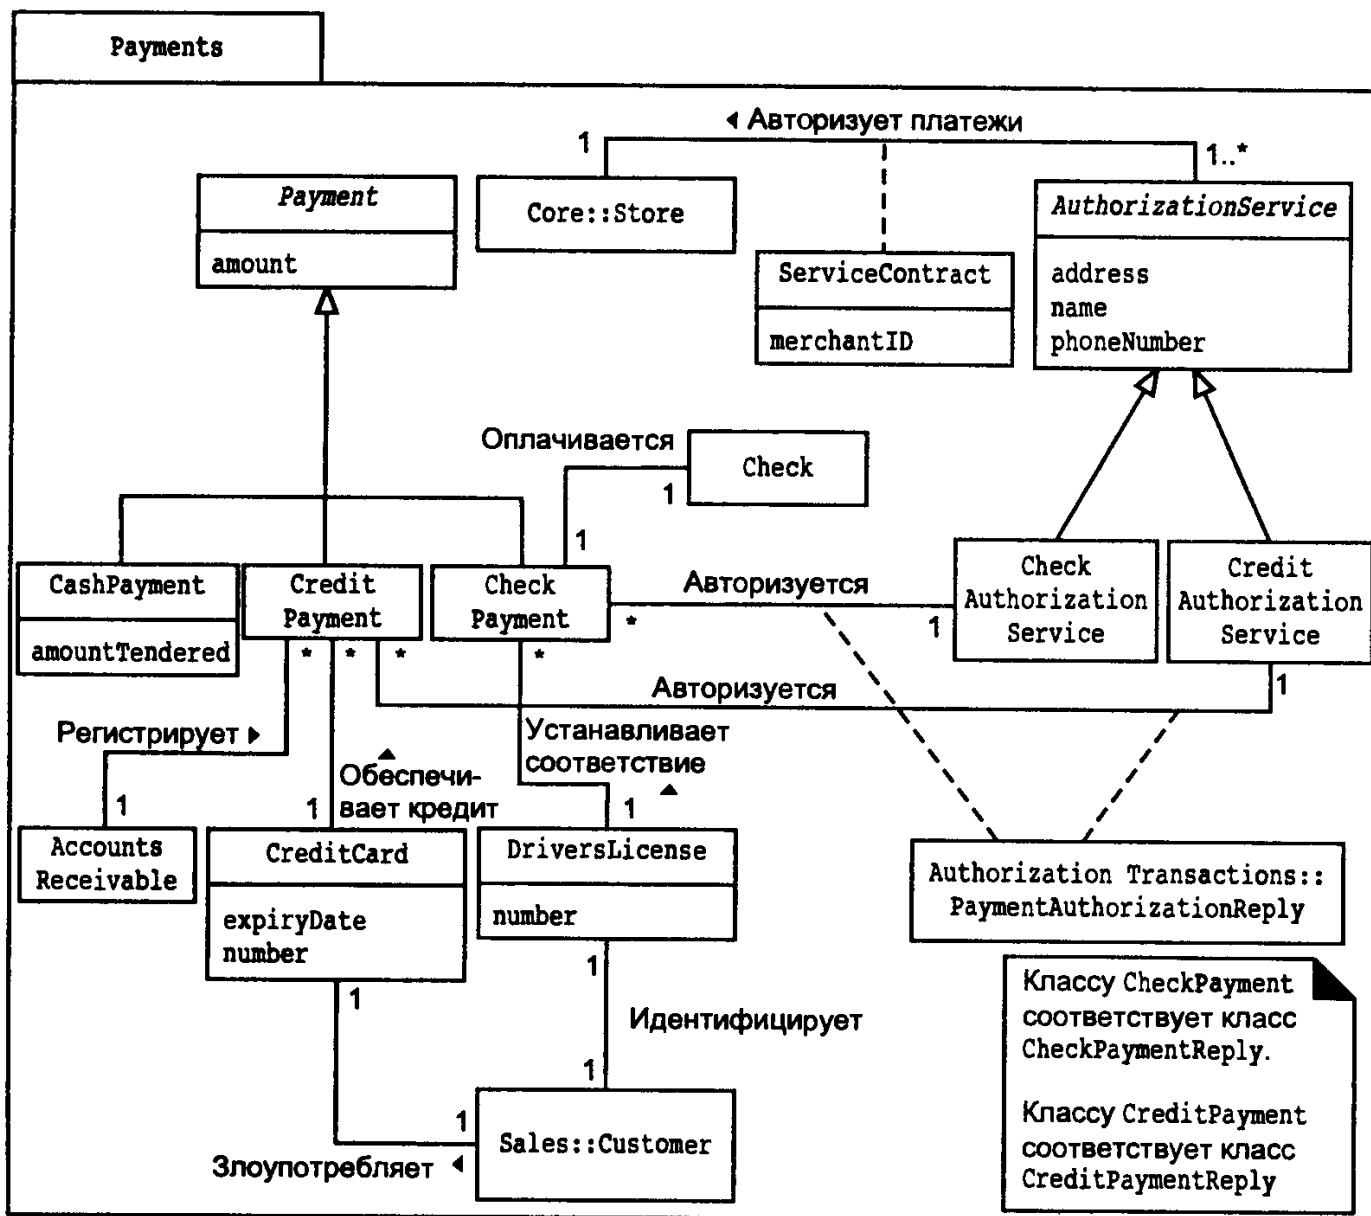 Payments
◄ Авторизует платежи
1
1..*
Payment
amount
Core::Store
AuthorizationService
address
name
phoneNumber
ServiceContract
merchantID
Оплачивается
Check
1
1
CashPayment
amountTendered
Credit
Payment
Check
Payment
Авторизуется
*
1
Check
Authorization
Service
Credit
Authorization
Service
*
*
*
*
Авторизуется
1
Регистрирует ►
▲
Обеспечи-
вает кредит
Устанавливает
соответствие
▲
1
1
1
Accounts
Receivable
CreditCard
expiryDate
number
DriversLicense
number
Authorization Transactions::
PaymentAuthorizationReply
1
1
Идентифицирует
1
1
Sales::Customer
Злоупотребляет ◄
Классу CheckPayment
соответствует класс
CheckPaymentReply.
Классу CreditPayment
соответствует класс
CreditPaymentReply